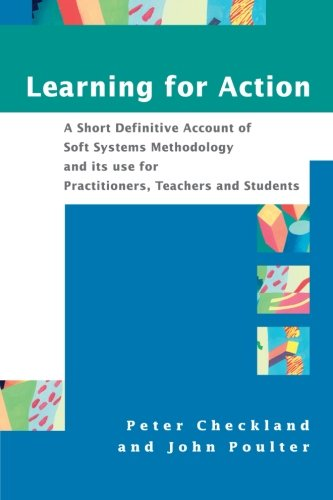 Learning for Action
A Short Definitive Account of
Soft Systems Methodology
and its use for
Practitioners, Teachers and Students
Peter Checkland
and John Poulter